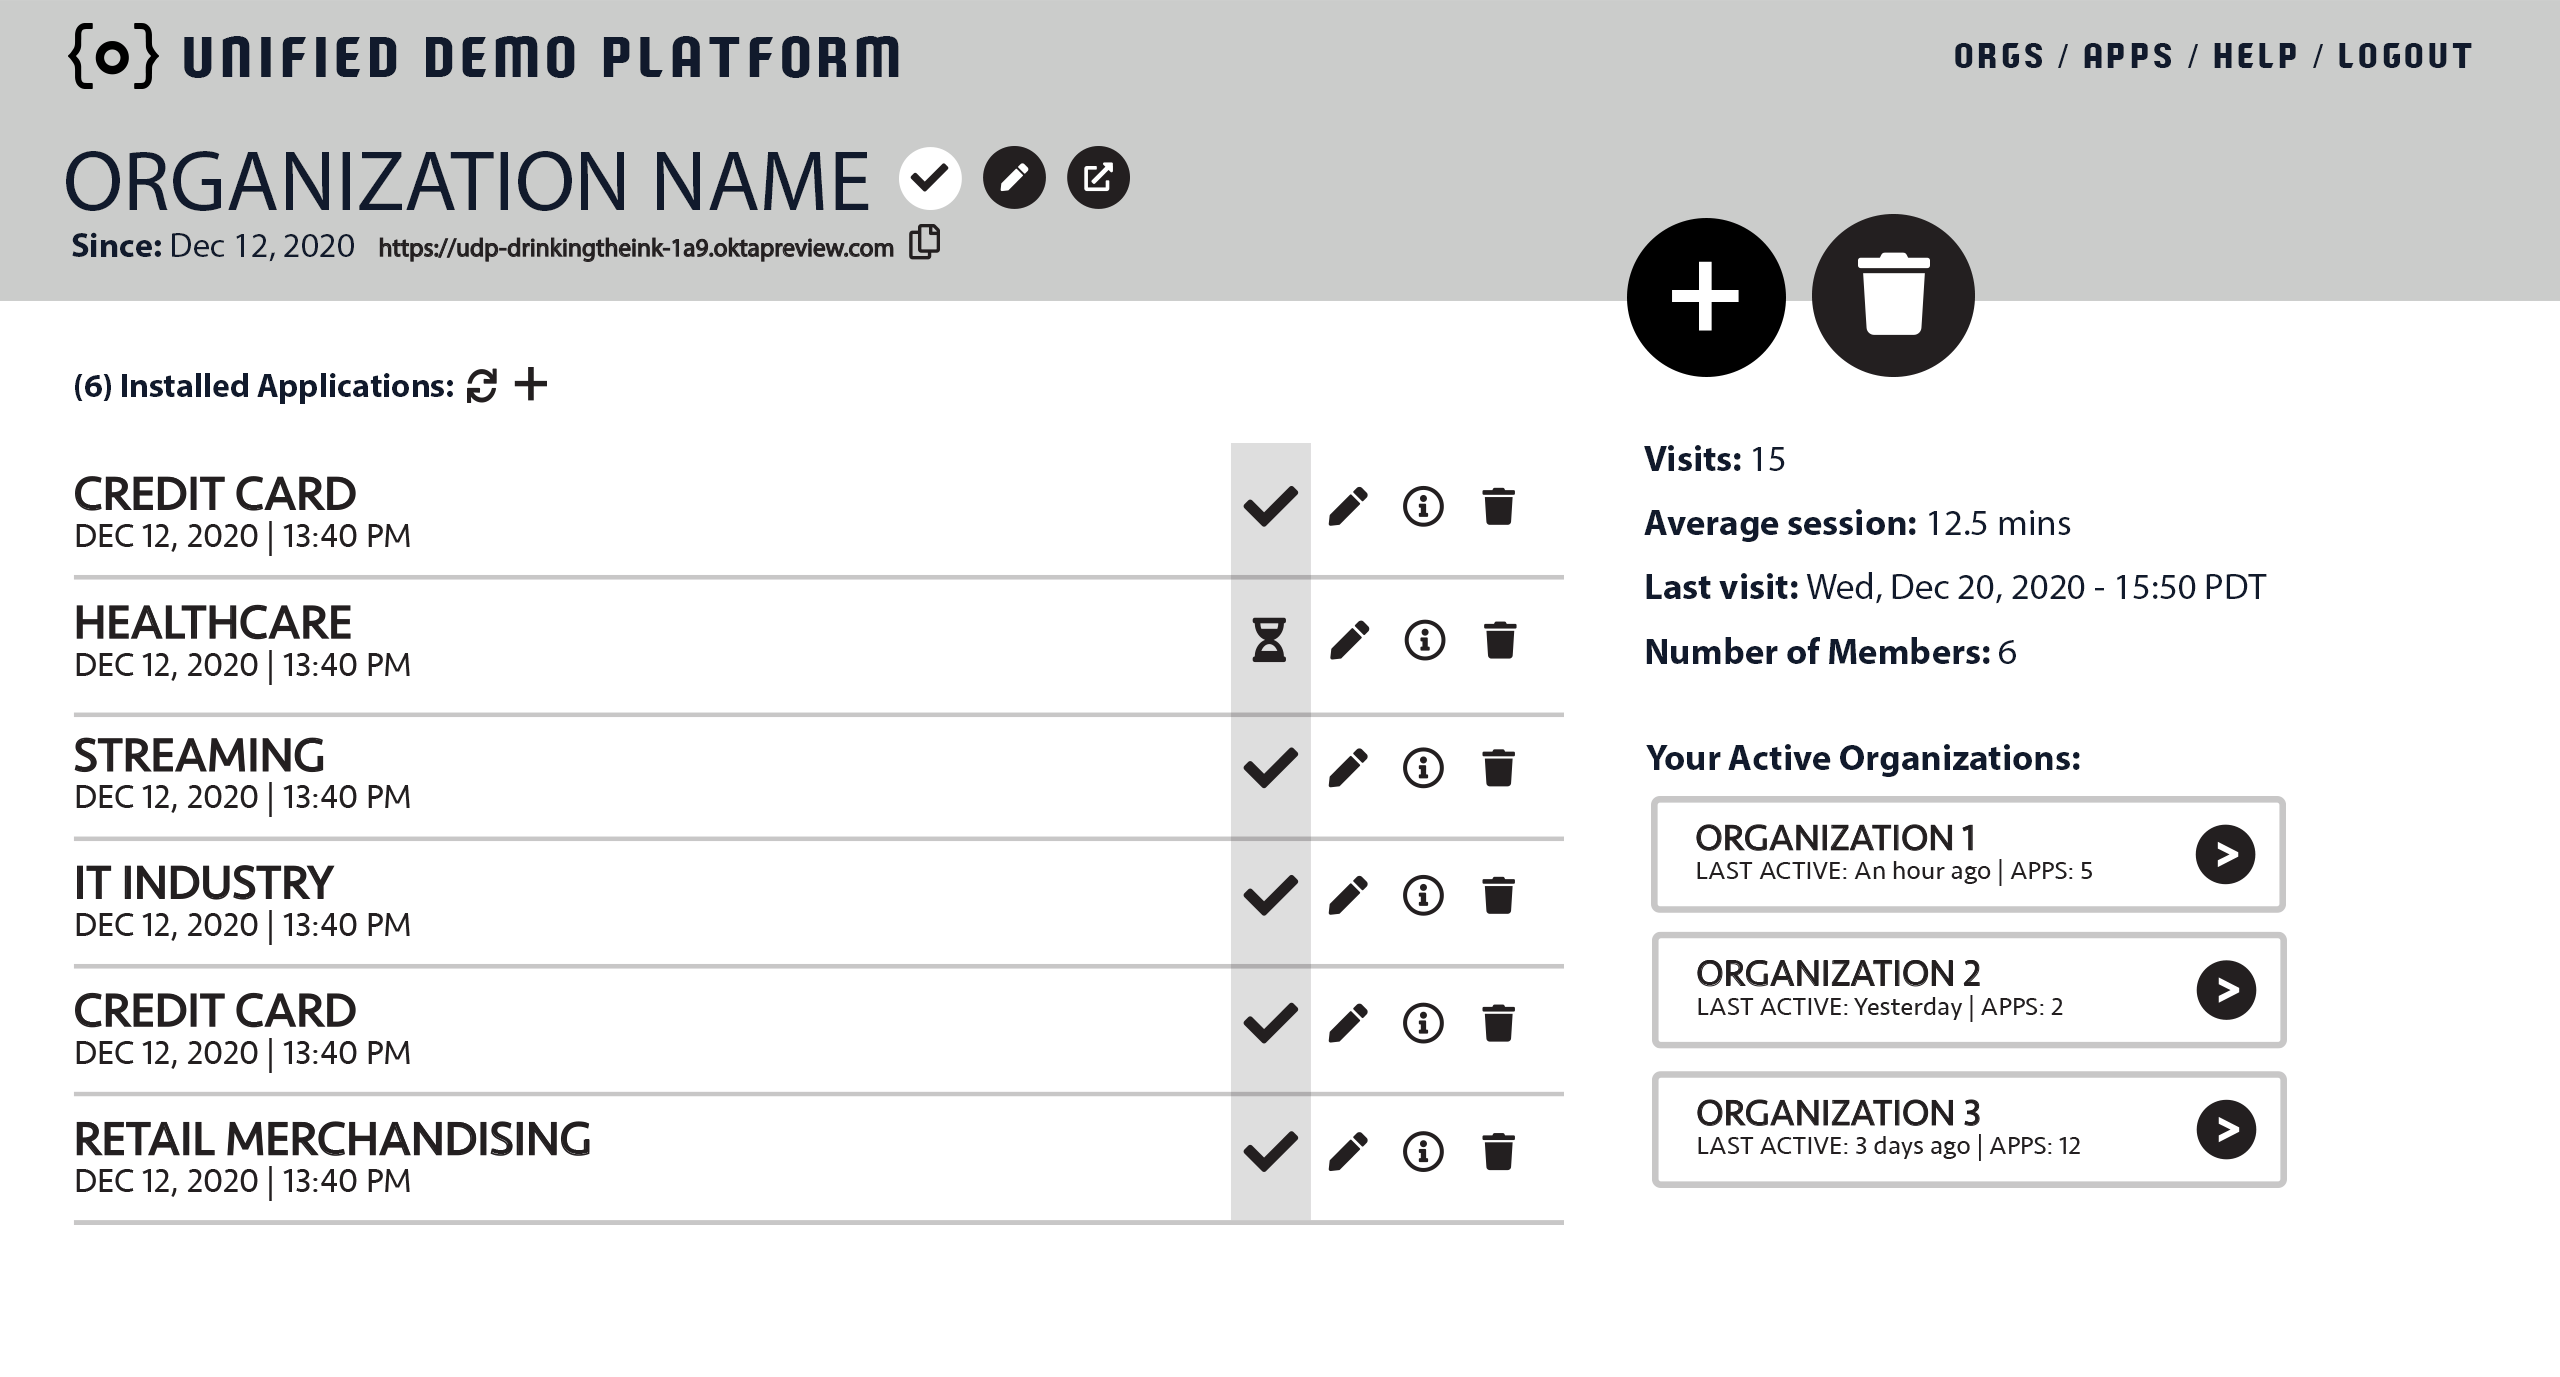 {o} UNIFIED DEMO PLATFORM
ORGS / APPS / HELP / LOGOUT
ORGANIZATION NAME
Since: Dec 12, 2020 https://udp-drinkingtheink-1a9.oktapreview.com
(6) Installed Applications:
CREDIT CARD
DEC 12, 2020 | 13:40 PM
HEALTHCARE
DEC 12, 2020 | 13:40 PM
STREAMING
DEC 12, 2020 | 13:40 PM
IT INDUSTRY
DEC 12, 2020 | 13:40 PM
CREDIT CARD
DEC 12, 2020 | 13:40 PM
RETAIL MERCHANDISING
DEC 12, 2020 | 13:40 PM
Visits: 15
Average session: 12.5 mins
Last visit: Wed, Dec 20, 2020 - 15:50 PDT
Number of Members: 6
Your Active Organizations:
ORGANIZATION 1
LAST ACTIVE: An hour ago | APPS: 5
>
ORGANIZATION 2
LAST ACTIVE: Yesterday | APPS: 2
>
ORGANIZATION 3
LAST ACTIVE: 3 days ago | APPS: 12
>